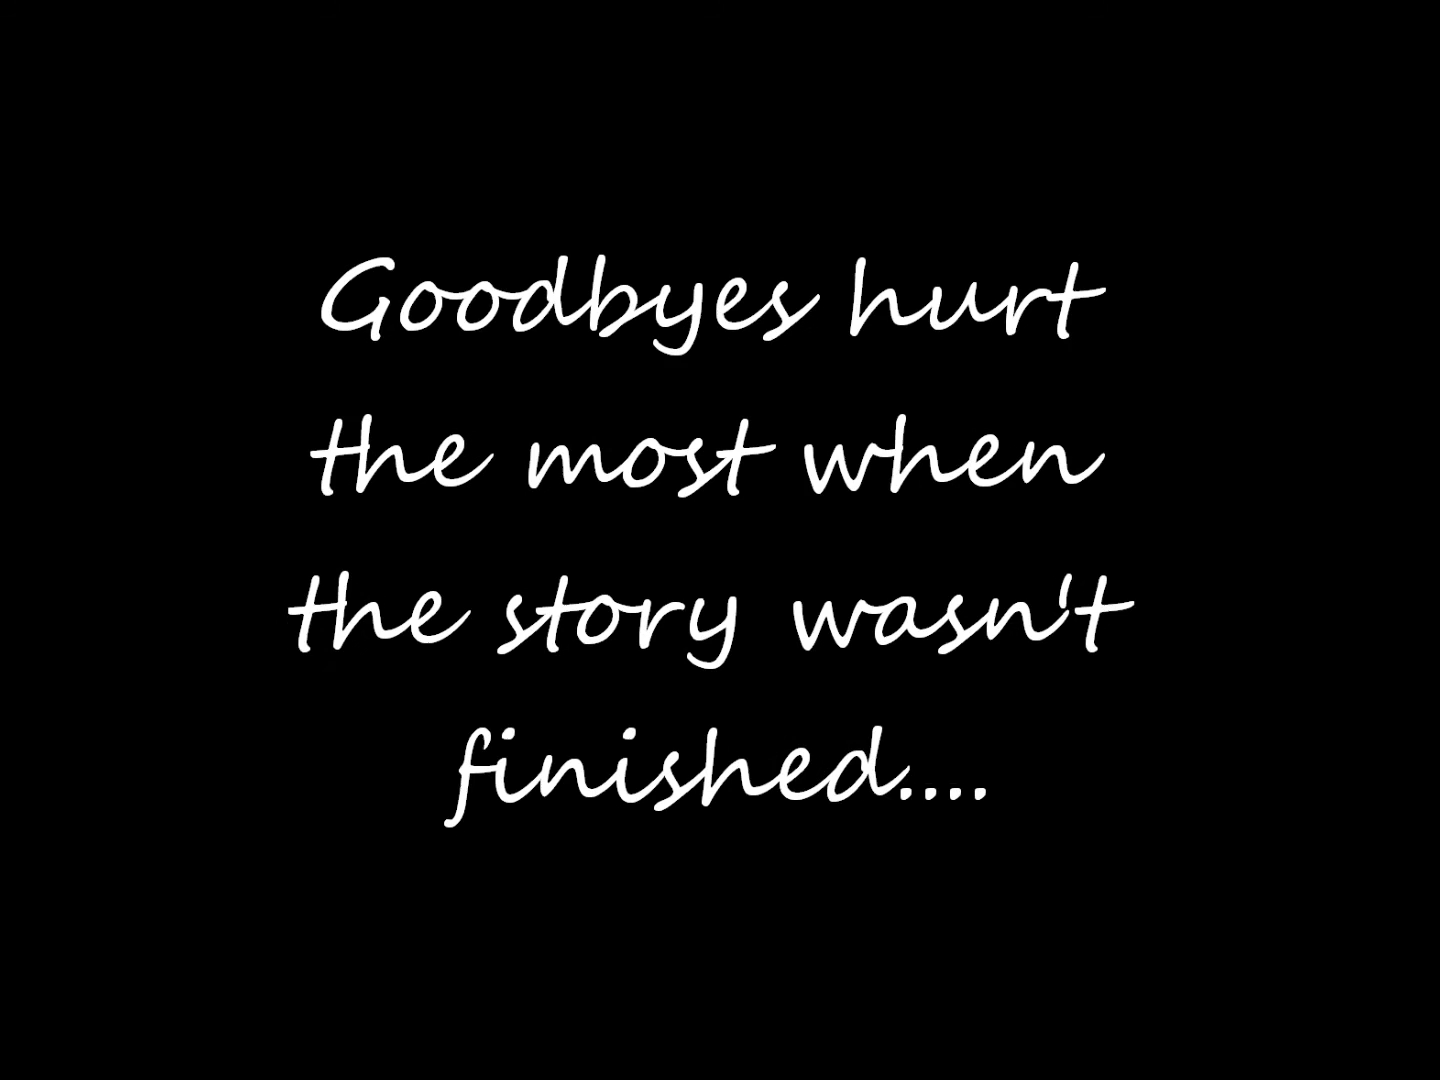 Goodbyes hurt
the most when
the story wasn't
finished....